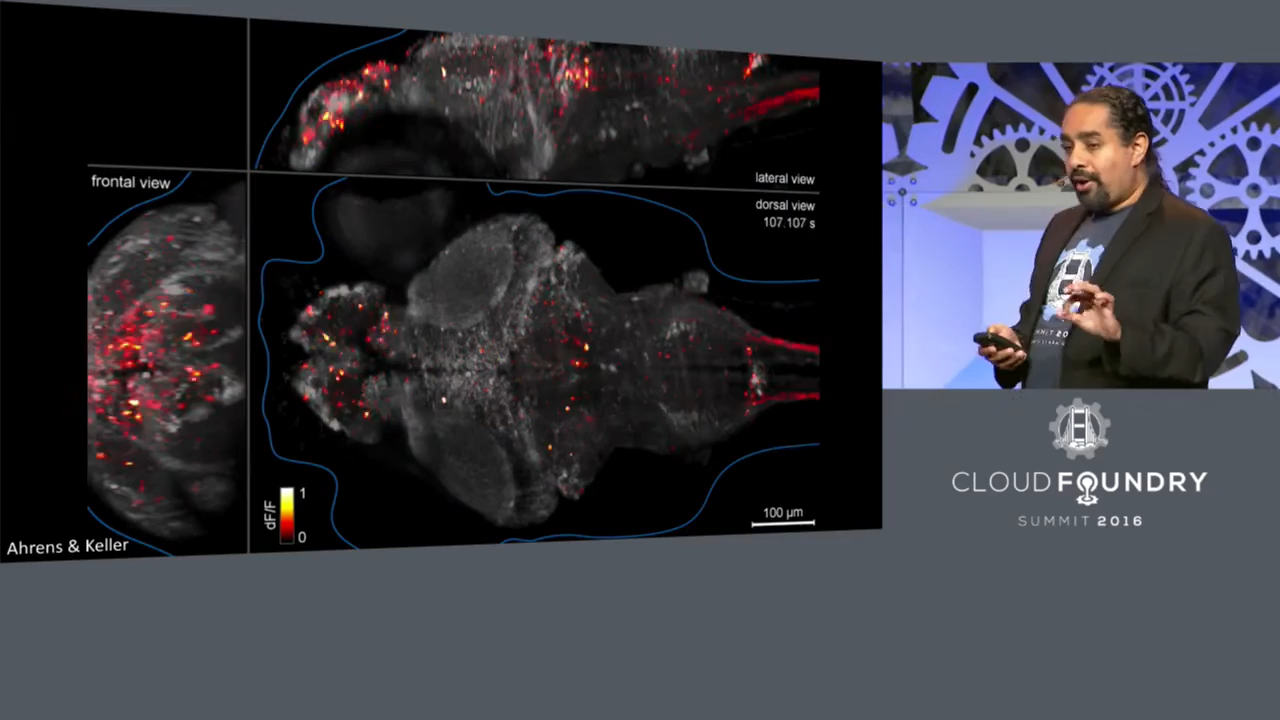 frontal view
lateral view
dorsal view
107.107 s
dF/F
1
0
100 µm
Ahrens & Keller
CLOUD FOUNDRY
SUMMIT 2016